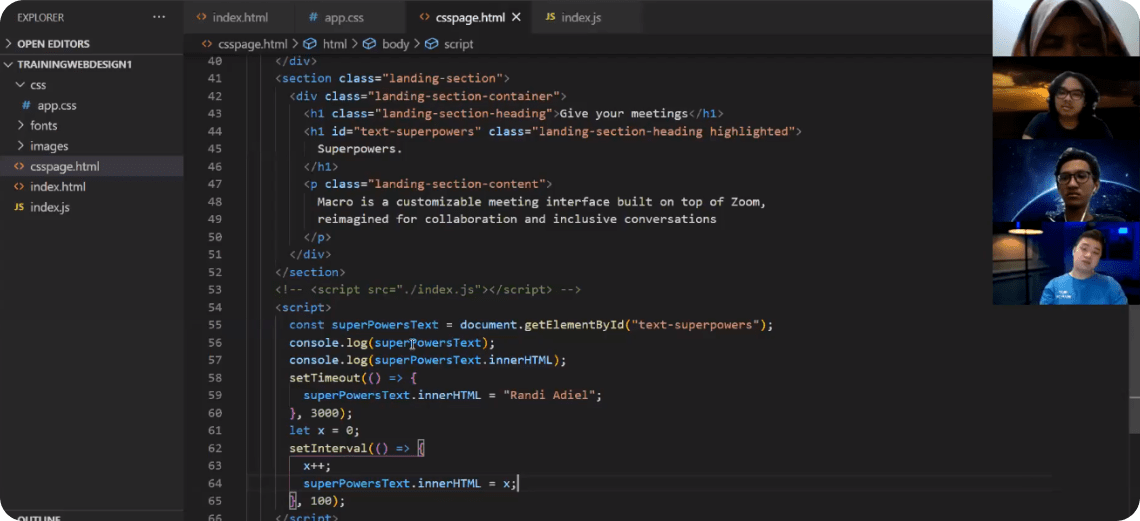 EXPLORER ...
OPEN EDITORS
TRAININGWEBDESIGN1
css
# app.css
fonts
images
<> csspage.html
<> index.html
JS index.js
OUTLINE
<> index.html
# app.css
<> csspage.html ×
JS index.js
<> csspage.html > html > body > script
40 </div>
41 <section class="landing-section">
42 <div class="landing-section-container">
43 <h1 class="landing-section-heading">Give your meetings</h1>
44 <h1 id="text-superpowers" class="landing-section-heading highlighted">
45 Superpowers.
46 </h1>
47 <p class="landing-section-content">
48 Macro is a customizable meeting interface built on top of Zoom,
49 reimagined for collaboration and inclusive conversations
50 </p>
51 </div>
52 </section>
53 <!-- <script src="./index.js"></script> -->
54 <script>
55 const superPowersText = document.getElementById("text-superpowers");
56 console.log(superPowersText);
57 console.log(superPowersText.innerHTML);
58 setTimeout(() => {
59 superPowersText.innerHTML = "Randi Adiel";
60 }, 3000);
61 let x = 0;
62 setInterval(() => {
63 x++;
64 superPowersText.innerHTML = x;
65 }, 100);
66 </script>